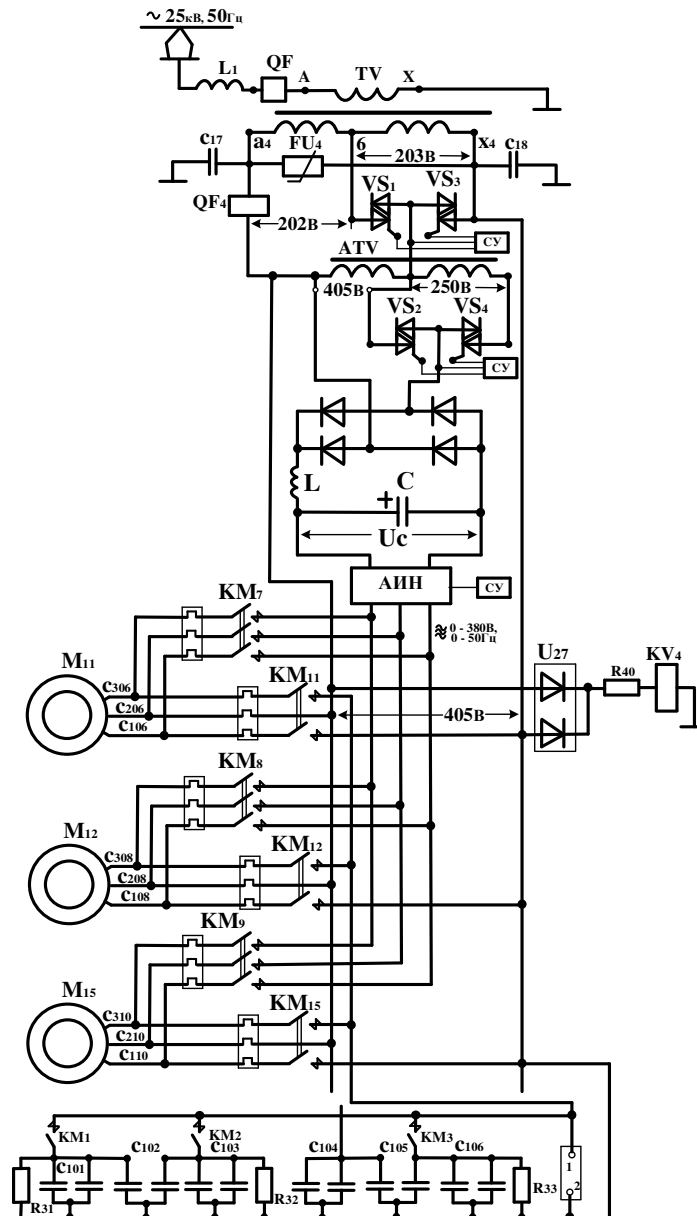 ~ 25кВ, 50Гц
L1
QF
A
TV
X
c17
a4
FU4
6
203В
x4
c18
QF4
202В
VS1
VS3
СУ
ATV
405В
250В
VS2
VS4
СУ
L
+
C
Uc
АИН
СУ
KM7
≈ 0 - 380В,
0 - 50Гц
M11
c306
c206
c106
KM11
405В
U27
R40
KV4
KM8
M12
c308
c208
c108
KM12
KM9
M15
c310
c210
c110
KM15
KM1
KM2
KM3
c101
c102
c103
c104
c105
c106
R31
R32
R33
1
2